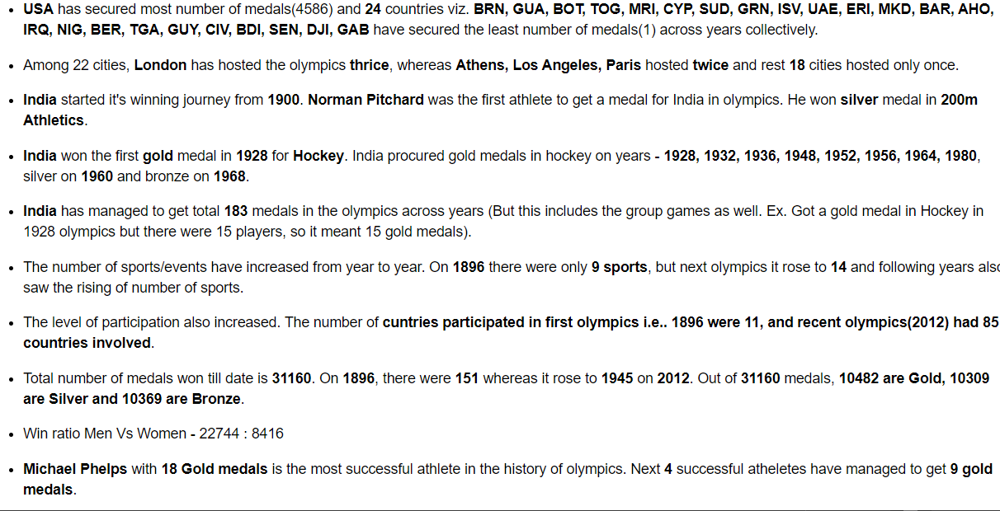 • USA has secured most number of medals(4586) and 24 countries viz. BRN, GUA, BOT, TOG, MRI, CYP, SUD, GRN, ISV, UAE, ERI, MKD, BAR, AHO,
IRQ, NIG, BER, TGA, GUY, CIV, BDI, SEN, DJI, GAB have secured the least number of medals(1) across years collectively.
• Among 22 cities, London has hosted the olympics thrice, whereas Athens, Los Angeles, Paris hosted twice and rest 18 cities hosted only once.
• India started it's winning journey from 1900. Norman Pitchard was the first athlete to get a medal for India in olympics. He won silver medal in 200m
Athletics.
• India won the first gold medal in 1928 for Hockey. India procured gold medals in hockey on years - 1928, 1932, 1936, 1948, 1952, 1956, 1964, 1980,
silver on 1960 and bronze on 1968.
• India has managed to get total 183 medals in the olympics across years (But this includes the group games as well. Ex. Got a gold medal in Hockey in
1928 olympics but there were 15 players, so it meant 15 gold medals).
• The number of sports/events have increased from year to year. On 1896 there were only 9 sports, but next olympics it rose to 14 and following years also
saw the rising of number of sports.
• The level of participation also increased. The number of cuntries participated in first olympics i.e.. 1896 were 11, and recent olympics(2012) had 85
countries involved.
• Total number of medals won till date is 31160. On 1896, there were 151 whereas it rose to 1945 on 2012. Out of 31160 medals, 10482 are Gold, 10309
are Silver and 10369 are Bronze.
• Win ratio Men Vs Women - 22744 : 8416
• Michael Phelps with 18 Gold medals is the most successful athlete in the history of olympics. Next 4 successful atheletes have managed to get 9 gold
medals.